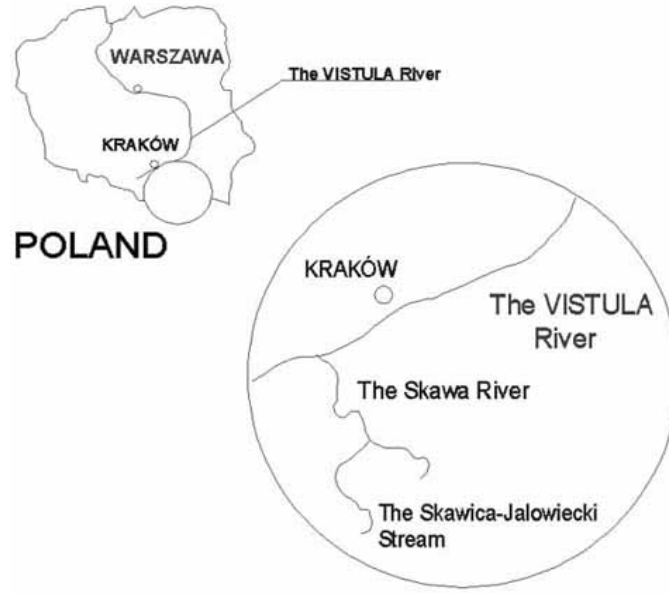 WARSZAWA
The VISTULA River
KRAKÓW
POLAND
KRAKÓW
The VISTULA
River
The Skawa River
The Skawica-Jalowiecki
Stream